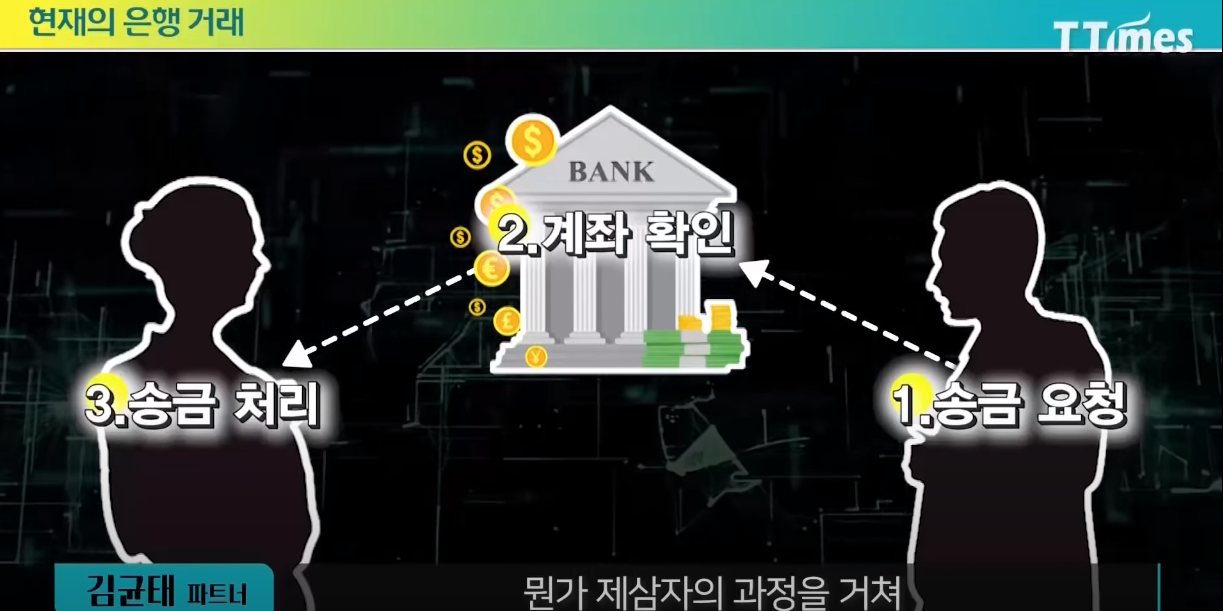 현재의 은행 거래
TTimes
BANK
2.계좌 확인
3.송금 처리
1.송금 요청
김균태 파트너
뭔가 제삼자의 과정을 거쳐